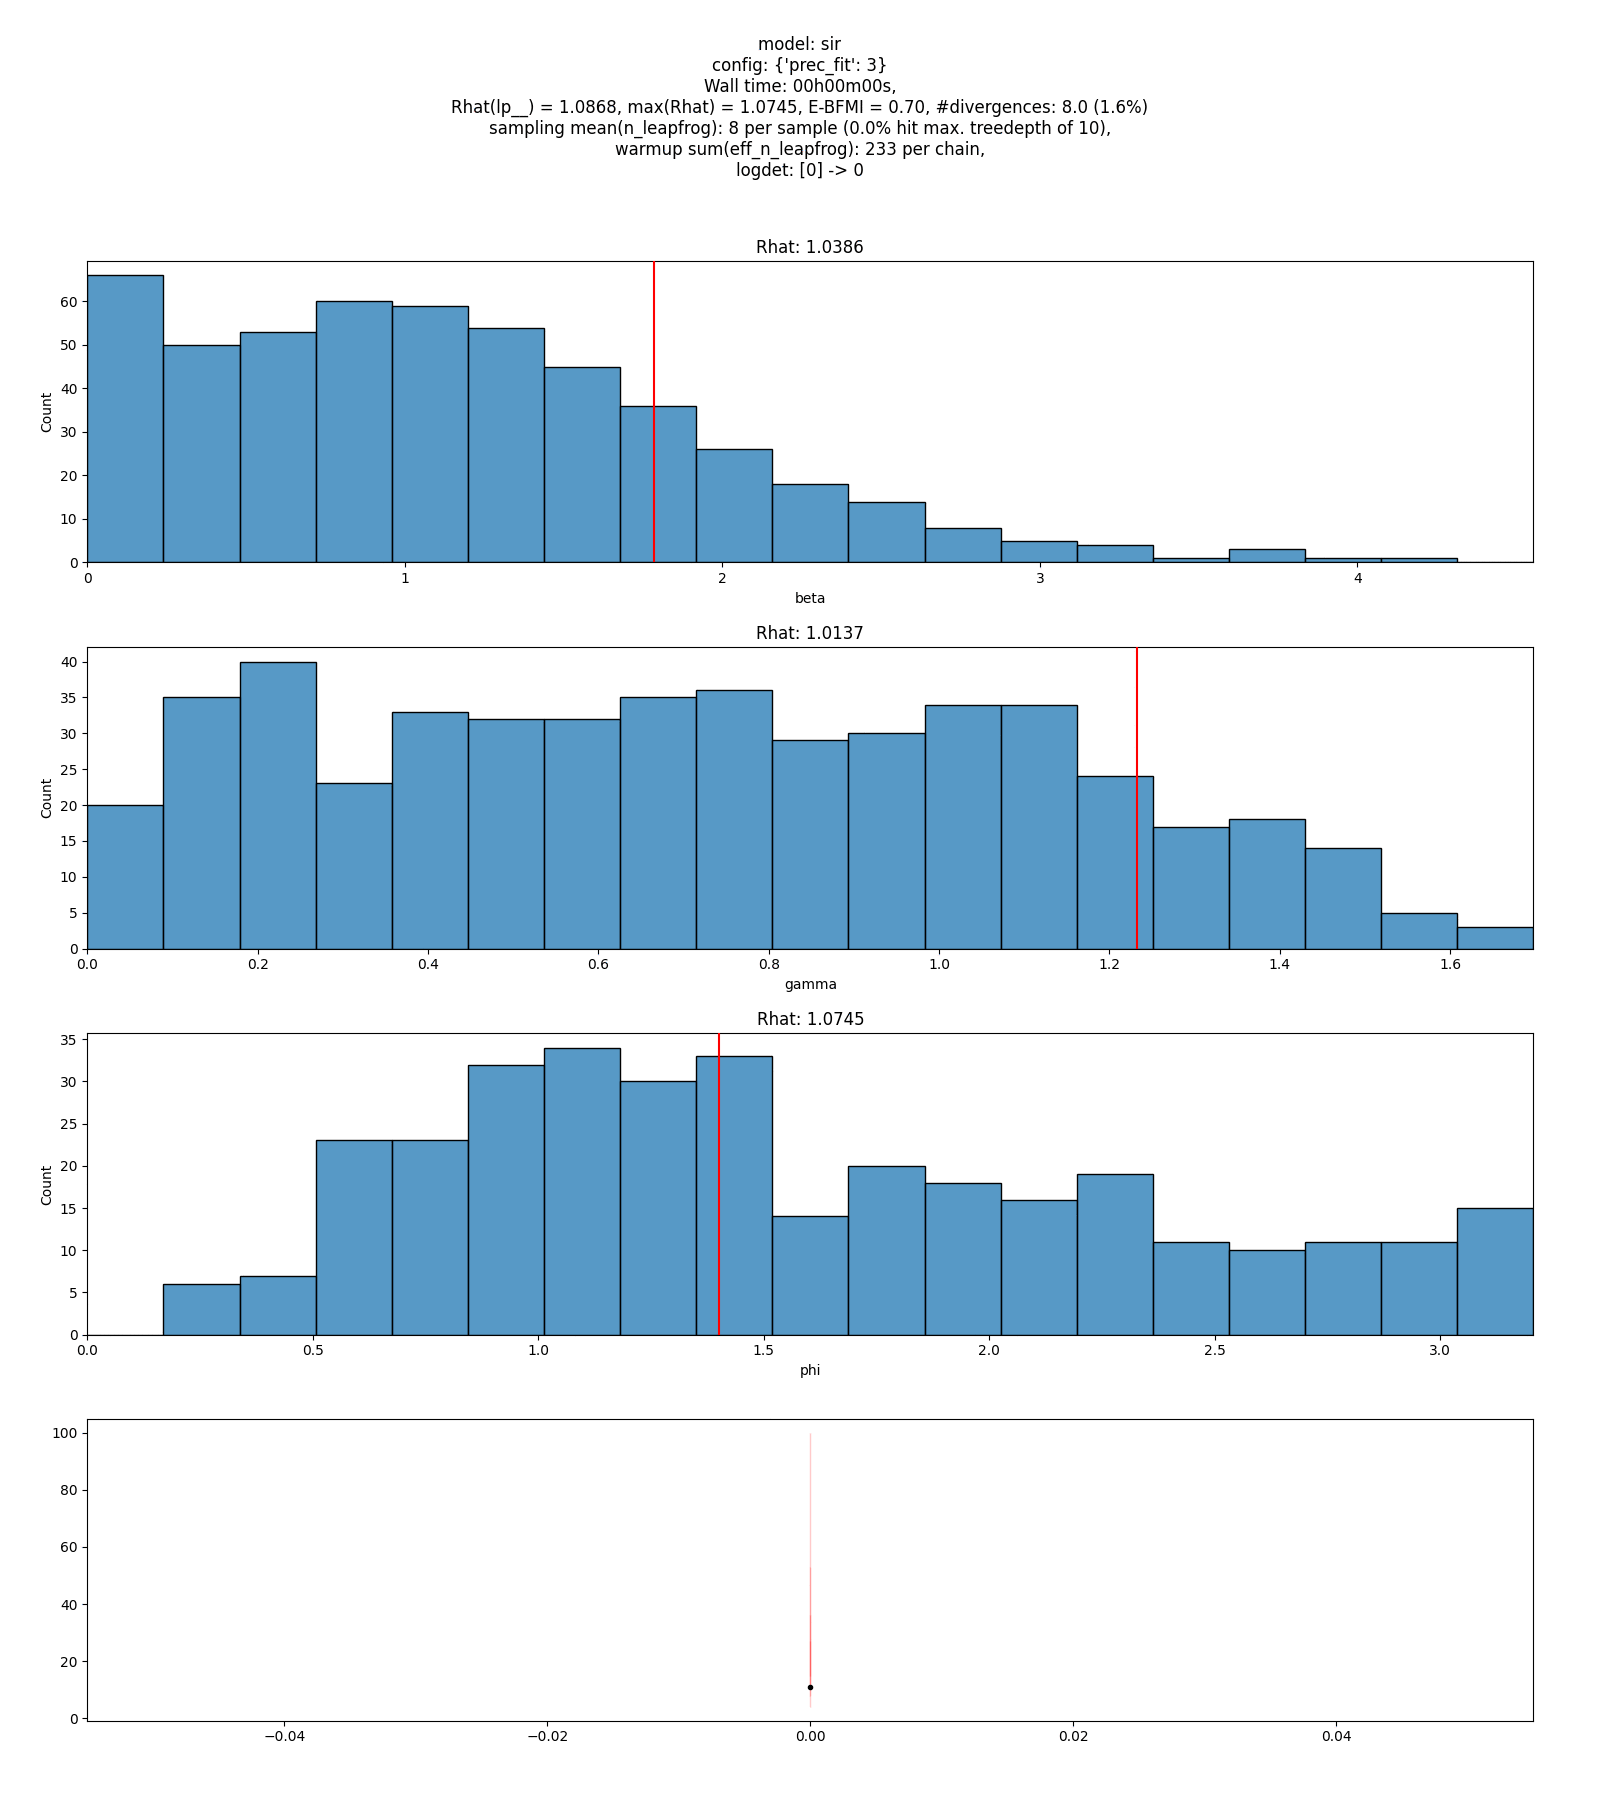 model: sir
config: {'prec_fit': 3}
Wall time: 00h00m00s,
Rhat(lp__) = 1.0868, max(Rhat) = 1.0745, E-BFMI = 0.70, #divergences: 8.0 (1.6%)
sampling mean(n_leapfrog): 8 per sample (0.0% hit max. treedepth of 10),
warmup sum(eff_n_leapfrog): 233 per chain,
logdet: [0] -> 0
Rhat: 1.0386
60
50
40
30
20
10
0
Count
0 1 2 3 4
beta
Rhat: 1.0137
40
35
30
25
20
15
10
5
0
Count
0.0 0.2 0.4 0.6 0.8 1.0 1.2 1.4 1.6
gamma
Rhat: 1.0745
35
30
25
20
15
10
5
0
Count
0.0 0.5 1.0 1.5 2.0 2.5 3.0
phi
100
80
60
40
20
0
−0.04 −0.02 0.00 0.02 0.04